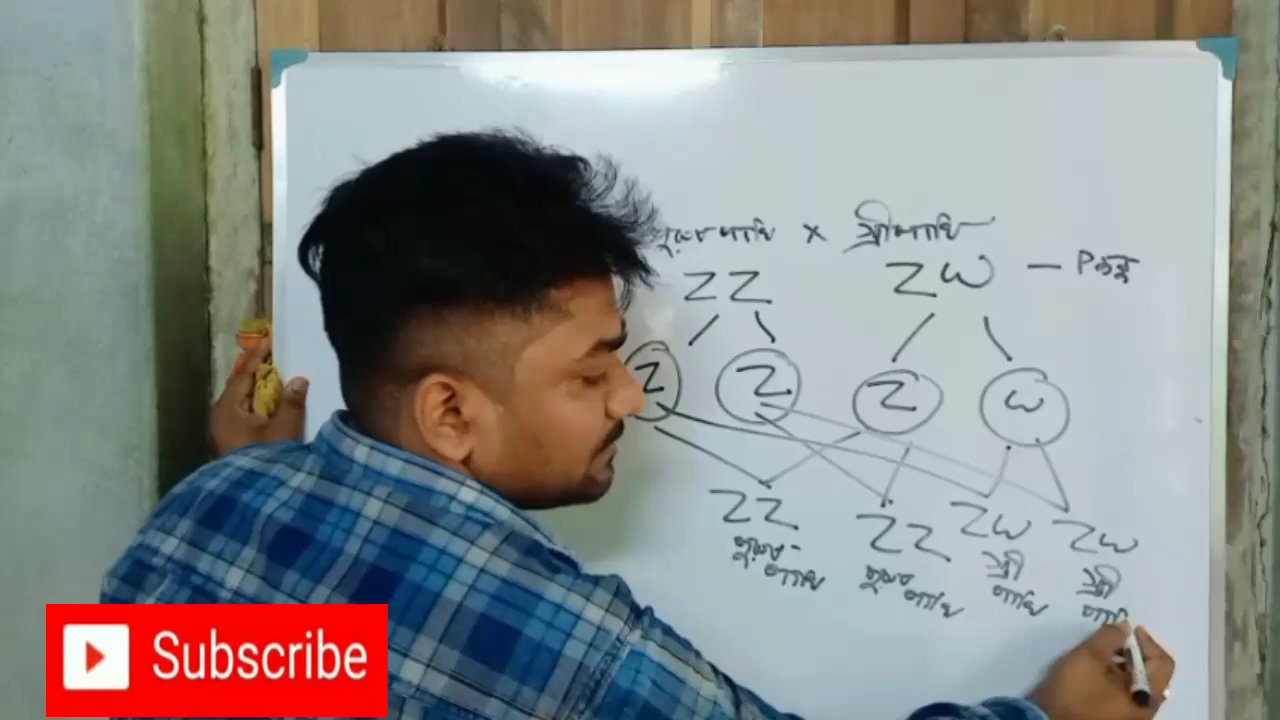 পুরুষ পাখি × স্ত্রী পাখি
ZZ ZW — P জনু
Z Z Z W
ZZ ZZ ZW ZW
পুরুষ- পুরুষ স্ত্রী স্ত্রী
পাখি পাখি পাখি
Subscribe